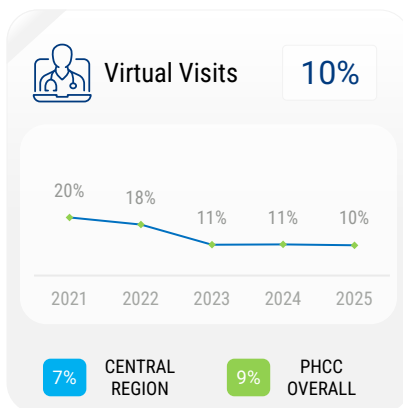 Virtual Visits 10%
20% 18% 11% 11% 10%
2021 2022 2023 2024 2025
7% CENTRAL REGION 9% PHCC OVERALL